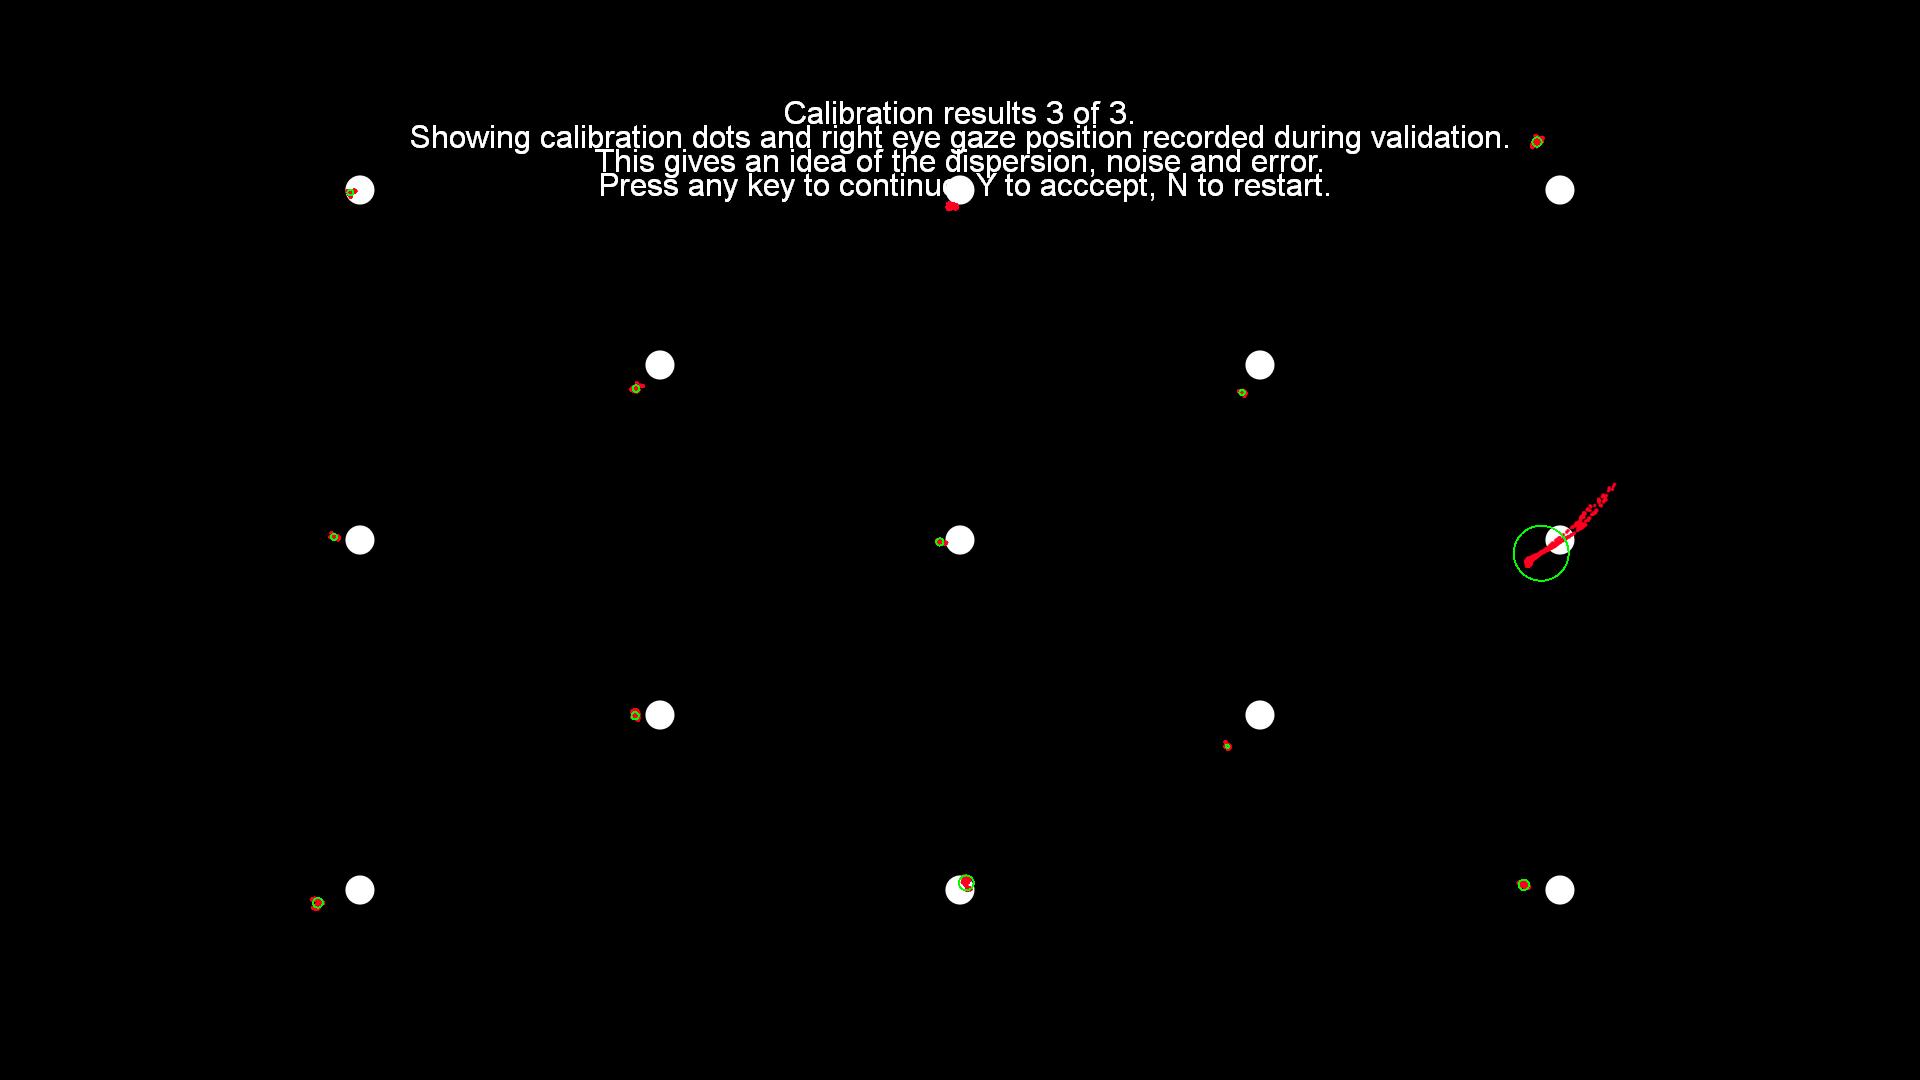 Calibration results 3 of 3.
Showing calibration dots and right eye gaze position recorded during validation.
This gives an idea of the dispersion, noise and error.
Press any key to continue, Y to acccept, N to restart.